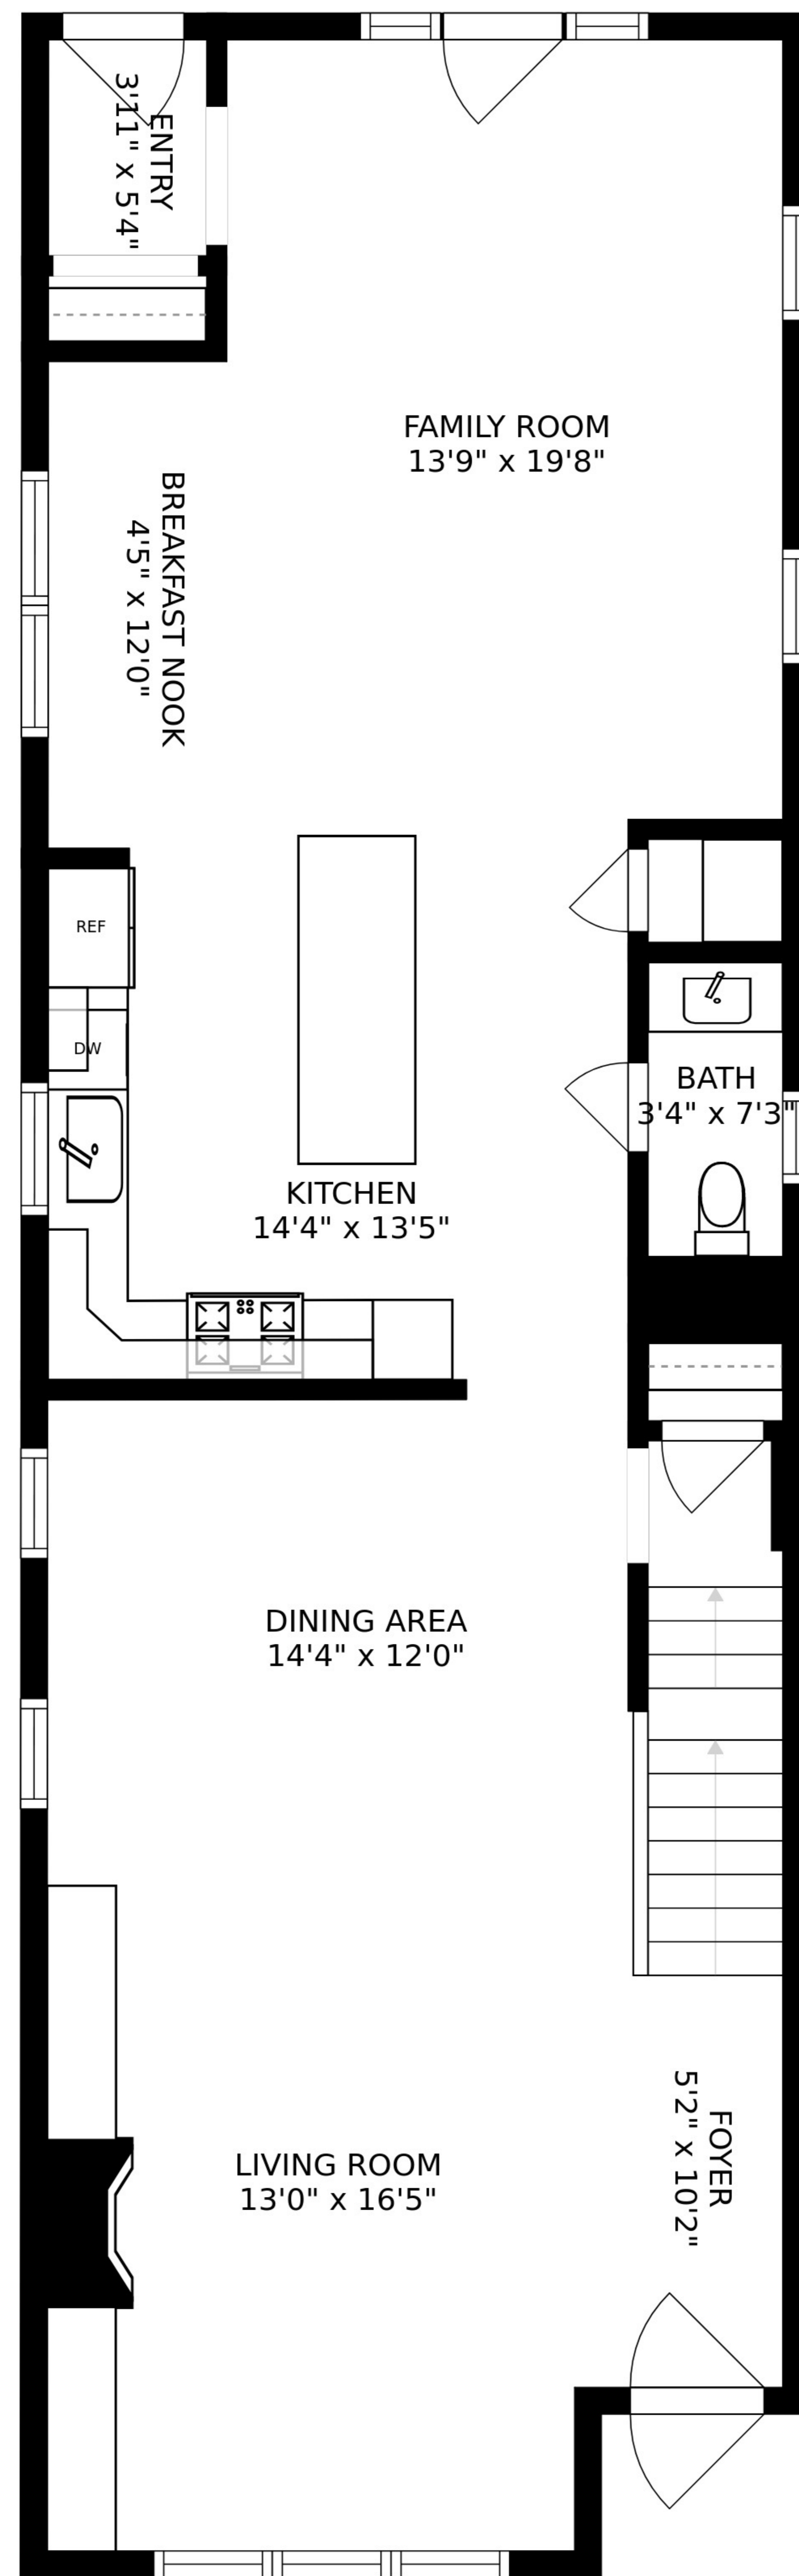 ENTRY
3'11" x 5'4"
FAMILY ROOM
13'9" x 19'8"
BREAKFAST NOOK
4'5" x 12'0"
REF
DW
BATH
3'4" x 7'3"
KITCHEN
14'4" x 13'5"
DINING AREA
14'4" x 12'0"
LIVING ROOM
13'0" x 16'5"
FOYER
5'2" x 10'2"